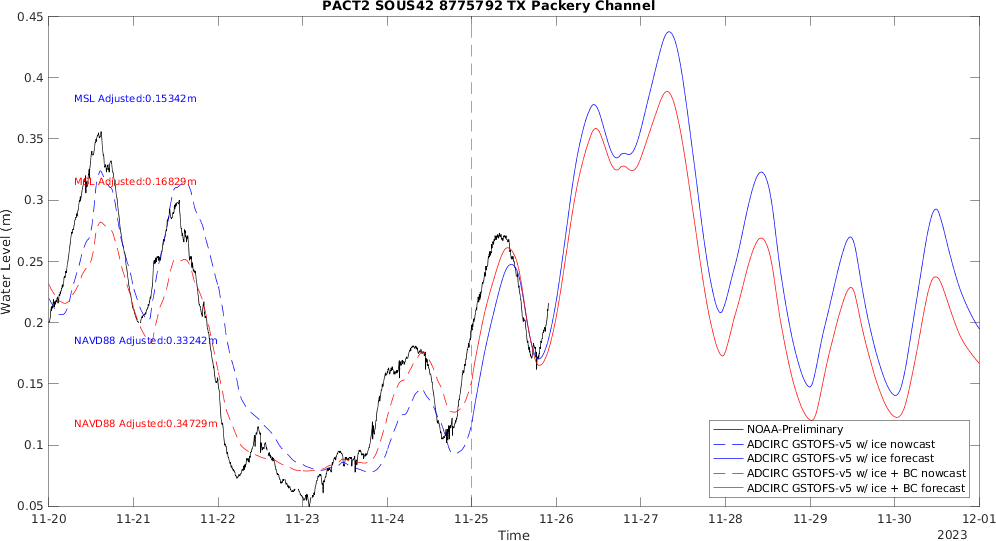 PACT2 SOUS42 8775792 TX Packery Channel
0.45
0.4
0.35
0.3
0.25
0.2
0.15
0.1
0.05
Water Level (m)
MSL Adjusted:0.15342m
MSL Adjusted:0.16829m
NAVD88 Adjusted:0.33242m
NAVD88 Adjusted:0.34729m
NOAA-Preliminary
ADCIRC GSTOFS-v5 w/ ice nowcast
ADCIRC GSTOFS-v5 w/ ice forecast
ADCIRC GSTOFS-v5 w/ ice + BC nowcast
ADCIRC GSTOFS-v5 w/ ice + BC forecast
11-20 11-21 11-22 11-23 11-24 11-25 11-26 11-27 11-28 11-29 11-30 12-01
Time
2023